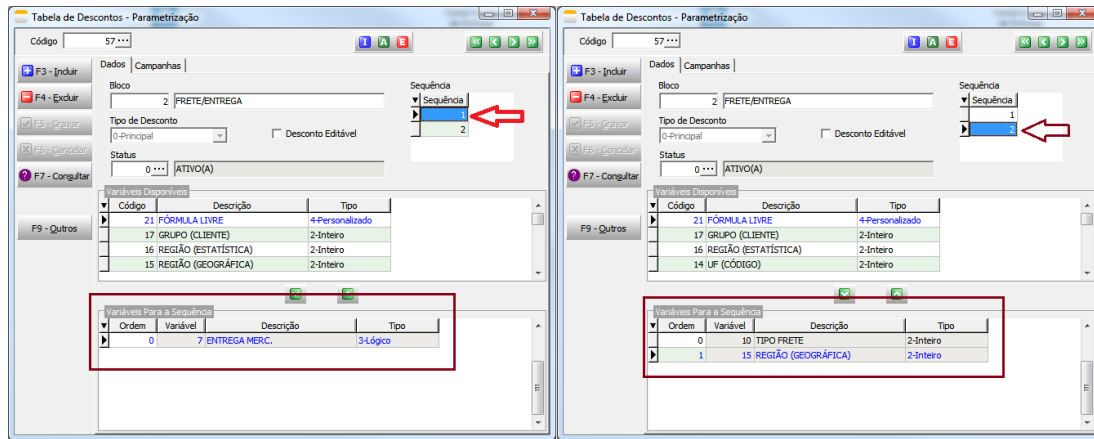 Tabela de Descontos - Parametrização
Código 57 ... I A E
F3 - Incluir
F4 - Excluir
F5 - Gravar
F6 - Cancelar
F7 - Consultar
F9 - Outros
Dados Campanhas
Bloco
2 FRETE/ENTREGA
Tipo de Desconto
0-Principal Desconto Editável
Status
0 ... ATIVO(A)
Sequência
Sequência
1
2
Variáveis Disponíveis
Código Descrição Tipo
21 FÓRMULA LIVRE 4-Personalizado
17 GRUPO (CLIENTE) 2-Inteiro
16 REGIÃO (ESTATÍSTICA) 2-Inteiro
15 REGIÃO (GEOGRÁFICA) 2-Inteiro
Variáveis Para a Sequência
Ordem Variável Descrição Tipo
0 7 ENTREGA MERC. 3-Lógico
Tabela de Descontos - Parametrização
Código 57 ... I A E
F3 - Incluir
F4 - Excluir
F5 - Gravar
F6 - Cancelar
F7 - Consultar
F9 - Outros
Dados Campanhas
Bloco
2 FRETE/ENTREGA
Tipo de Desconto
0-Principal Desconto Editável
Status
0 ... ATIVO(A)
Sequência
Sequência
1
2
Variáveis Disponíveis
Código Descrição Tipo
21 FÓRMULA LIVRE 4-Personalizado
17 GRUPO (CLIENTE) 2-Inteiro
16 REGIÃO (ESTATÍSTICA) 2-Inteiro
14 UF (CÓDIGO) 2-Inteiro
Variáveis Para a Sequência
Ordem Variável Descrição Tipo
0 10 TIPO FRETE 2-Inteiro
1 15 REGIÃO (GEOGRÁFICA) 2-Inteiro